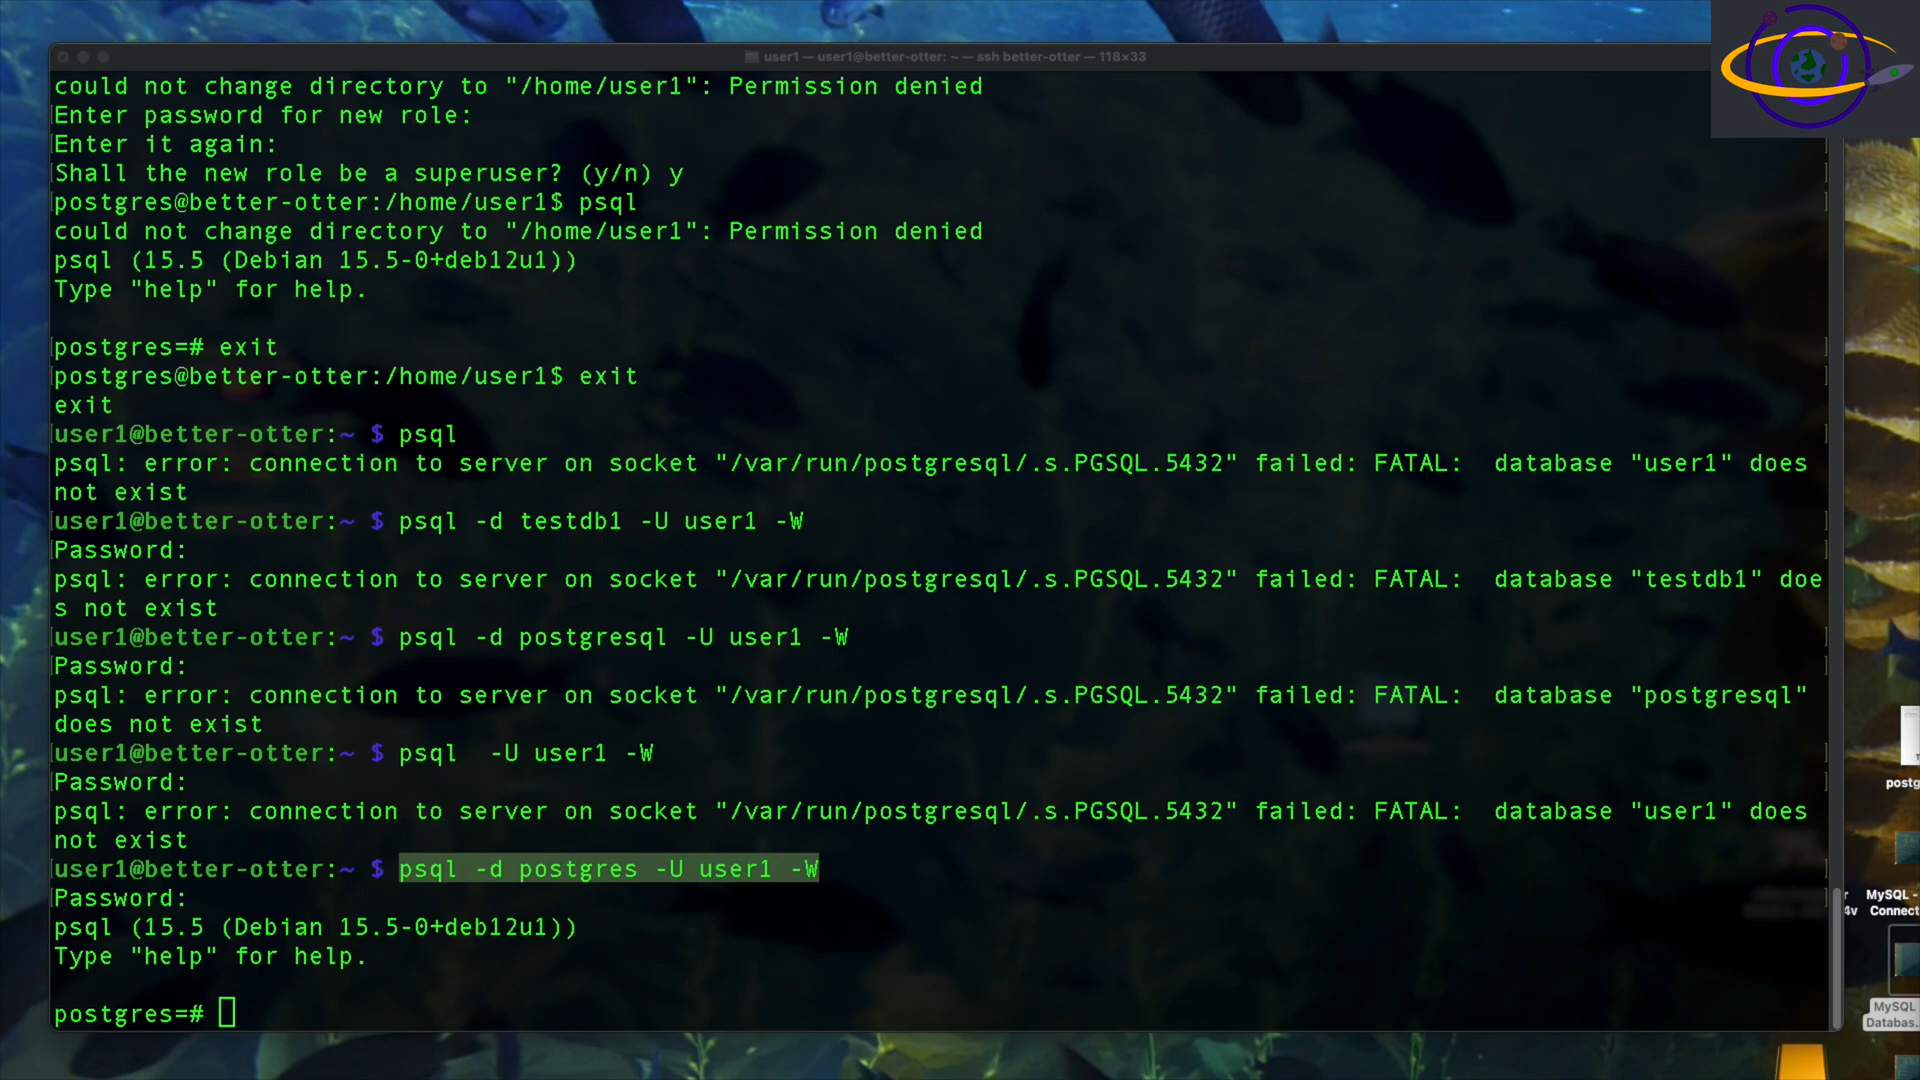 user1 — user1@better-otter: ~ — ssh better-otter — 118×33
could not change directory to "/home/user1": Permission denied
Enter password for new role:
Enter it again:
Shall the new role be a superuser? (y/n) y
postgres@better-otter:/home/user1$ psql
could not change directory to "/home/user1": Permission denied
psql (15.5 (Debian 15.5-0+deb12u1))
Type "help" for help.
postgres=# exit
postgres@better-otter:/home/user1$ exit
exit
user1@better-otter:~ $ psql
psql: error: connection to server on socket "/var/run/postgresql/.s.PGSQL.5432" failed: FATAL:  database "user1" does
not exist
user1@better-otter:~ $ psql -d testdb1 -U user1 -W
Password:
psql: error: connection to server on socket "/var/run/postgresql/.s.PGSQL.5432" failed: FATAL:  database "testdb1" doe
s not exist
user1@better-otter:~ $ psql -d postgresql -U user1 -W
Password:
psql: error: connection to server on socket "/var/run/postgresql/.s.PGSQL.5432" failed: FATAL:  database "postgresql"
does not exist
user1@better-otter:~ $ psql  -U user1 -W
Password:
psql: error: connection to server on socket "/var/run/postgresql/.s.PGSQL.5432" failed: FATAL:  database "user1" does
not exist
user1@better-otter:~ $ psql -d postgres -U user1 -W
Password:
psql (15.5 (Debian 15.5-0+deb12u1))
Type "help" for help.
postgres=#
postg
MySQL -
4v Connect
MySQL
Databas..